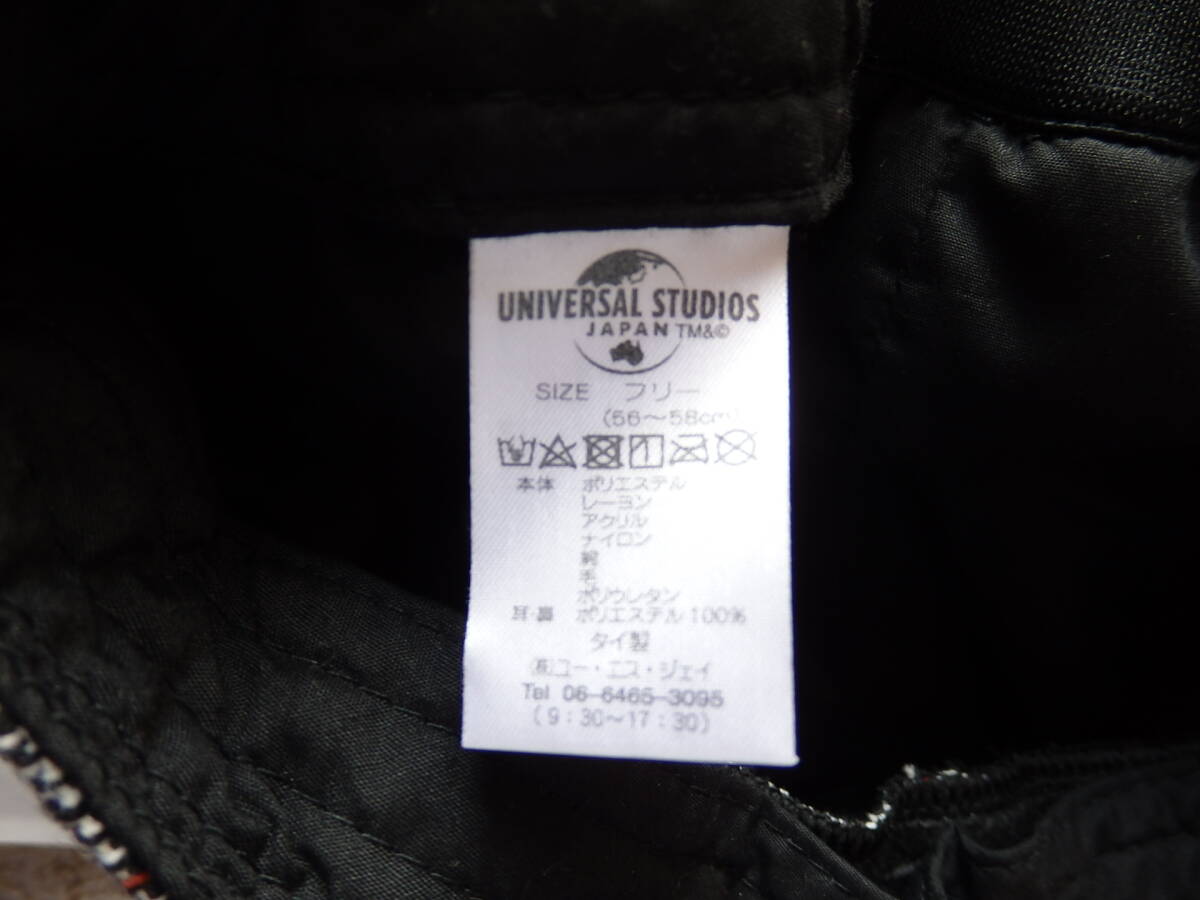 UNIVERSAL STUDIOS
JAPAN TM&©
SIZE フリー
(56～58cm)
本体 ポリエステル
レーヨン
アクリル
ナイロン
綿
毛
ポリウレタン
耳・鼻 ポリエステル100%
タイ製
㈱ユー・エス・ジェイ
Tel 06-6465-3095
(9:30～17:30)